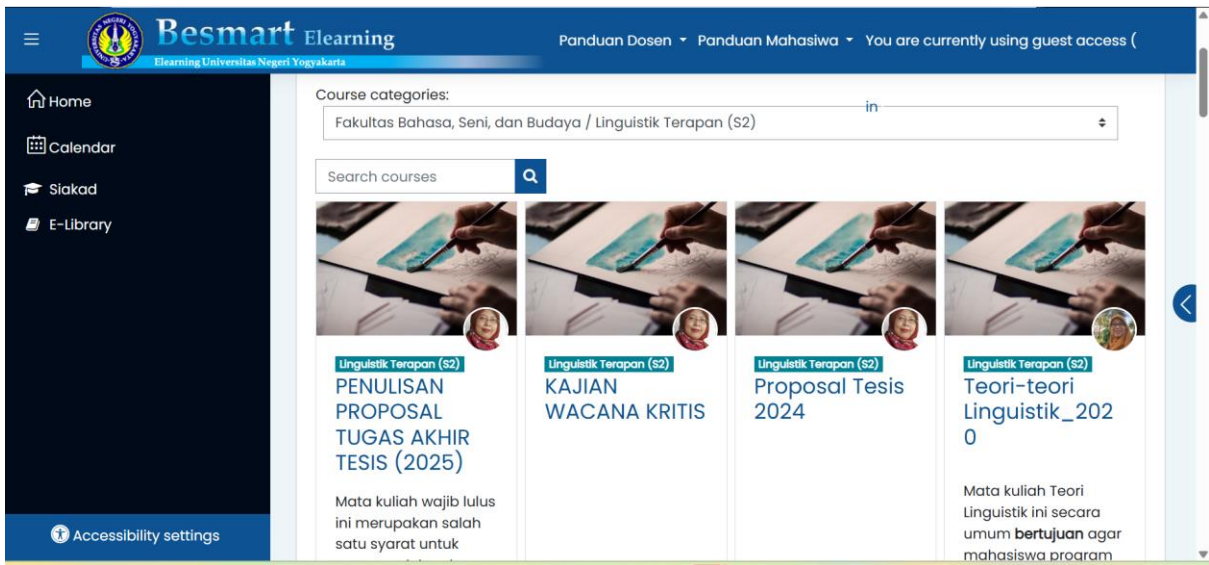 Besmart Elearning
Elearning Universitas Negeri Yogyakarta
Panduan Dosen Panduan Mahasiwa You are currently using guest access (
Home
Calendar
Siakad
E-Library
Accessibility settings
Course categories:
in
Fakultas Bahasa, Seni, dan Budaya / Linguistik Terapan (S2)
Search courses
Linguistik Terapan (S2)
PENULISAN
PROPOSAL
TUGAS AKHIR
TESIS (2025)
Mata kuliah wajib lulus
ini merupakan salah
satu syarat untuk
Linguistik Terapan (S2)
KAJIAN
WACANA KRITIS
Linguistik Terapan (S2)
Proposal Tesis
2024
Linguistik Terapan (S2)
Teori-teori
Linguistik_202
0
Mata kuliah Teori
Linguistik ini secara
umum bertujuan agar
mahasiswa program